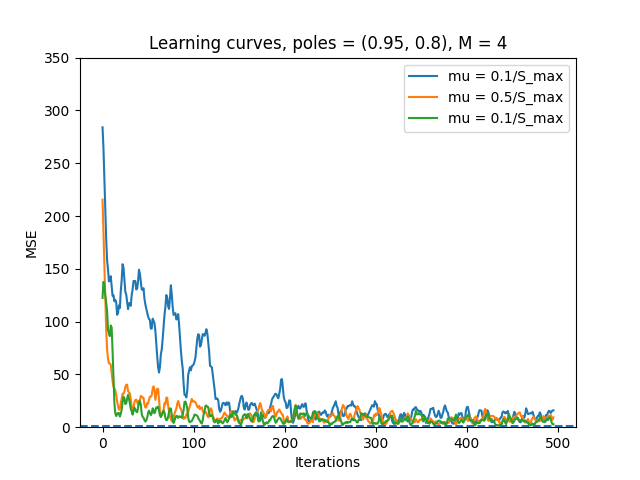 Learning curves, poles = (0.95, 0.8), M = 4
350
300
250
200
150
100
50
0
MSE
mu = 0.1/S_max
mu = 0.5/S_max
mu = 0.1/S_max
0 100 200 300 400 500
Iterations